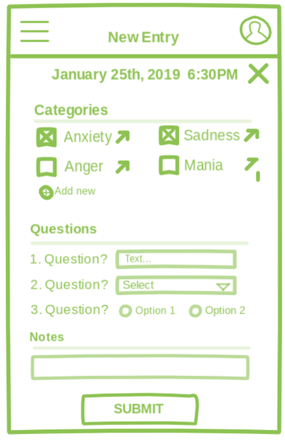 New Entry
January 25th, 2019 6:30PM
Categories
Anxiety Sadness
Anger Mania
Add new
Questions
1. Question? Text...
2. Question? Select
3. Question? Option 1 Option 2
Notes
SUBMIT